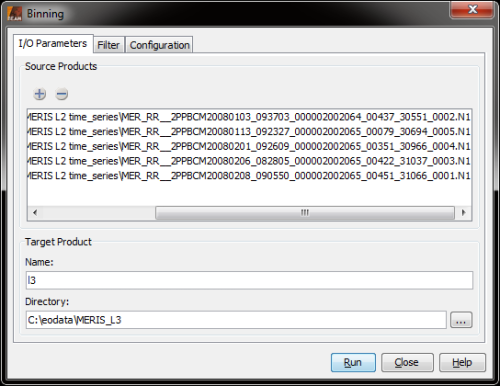 Binning
I/O Parameters Filter Configuration
Source Products
MERIS L2 time_series\MER_RR__2PPBCM20080103_093703_000002002064_00437_30551_0002.N1
MERIS L2 time_series\MER_RR__2PPBCM20080113_092327_000002002065_00079_30694_0005.N1
MERIS L2 time_series\MER_RR__2PPBCM20080201_092609_000002002065_00351_30966_0004.N1
MERIS L2 time_series\MER_RR__2PPBCM20080206_082805_000002002065_00422_31037_0003.N1
MERIS L2 time_series\MER_RR__2PPBCM20080208_090550_000002002065_00451_31066_0001.N1
Target Product
Name:
l3
Directory:
C:\eodata\MERIS_L3
...
Run Close Help